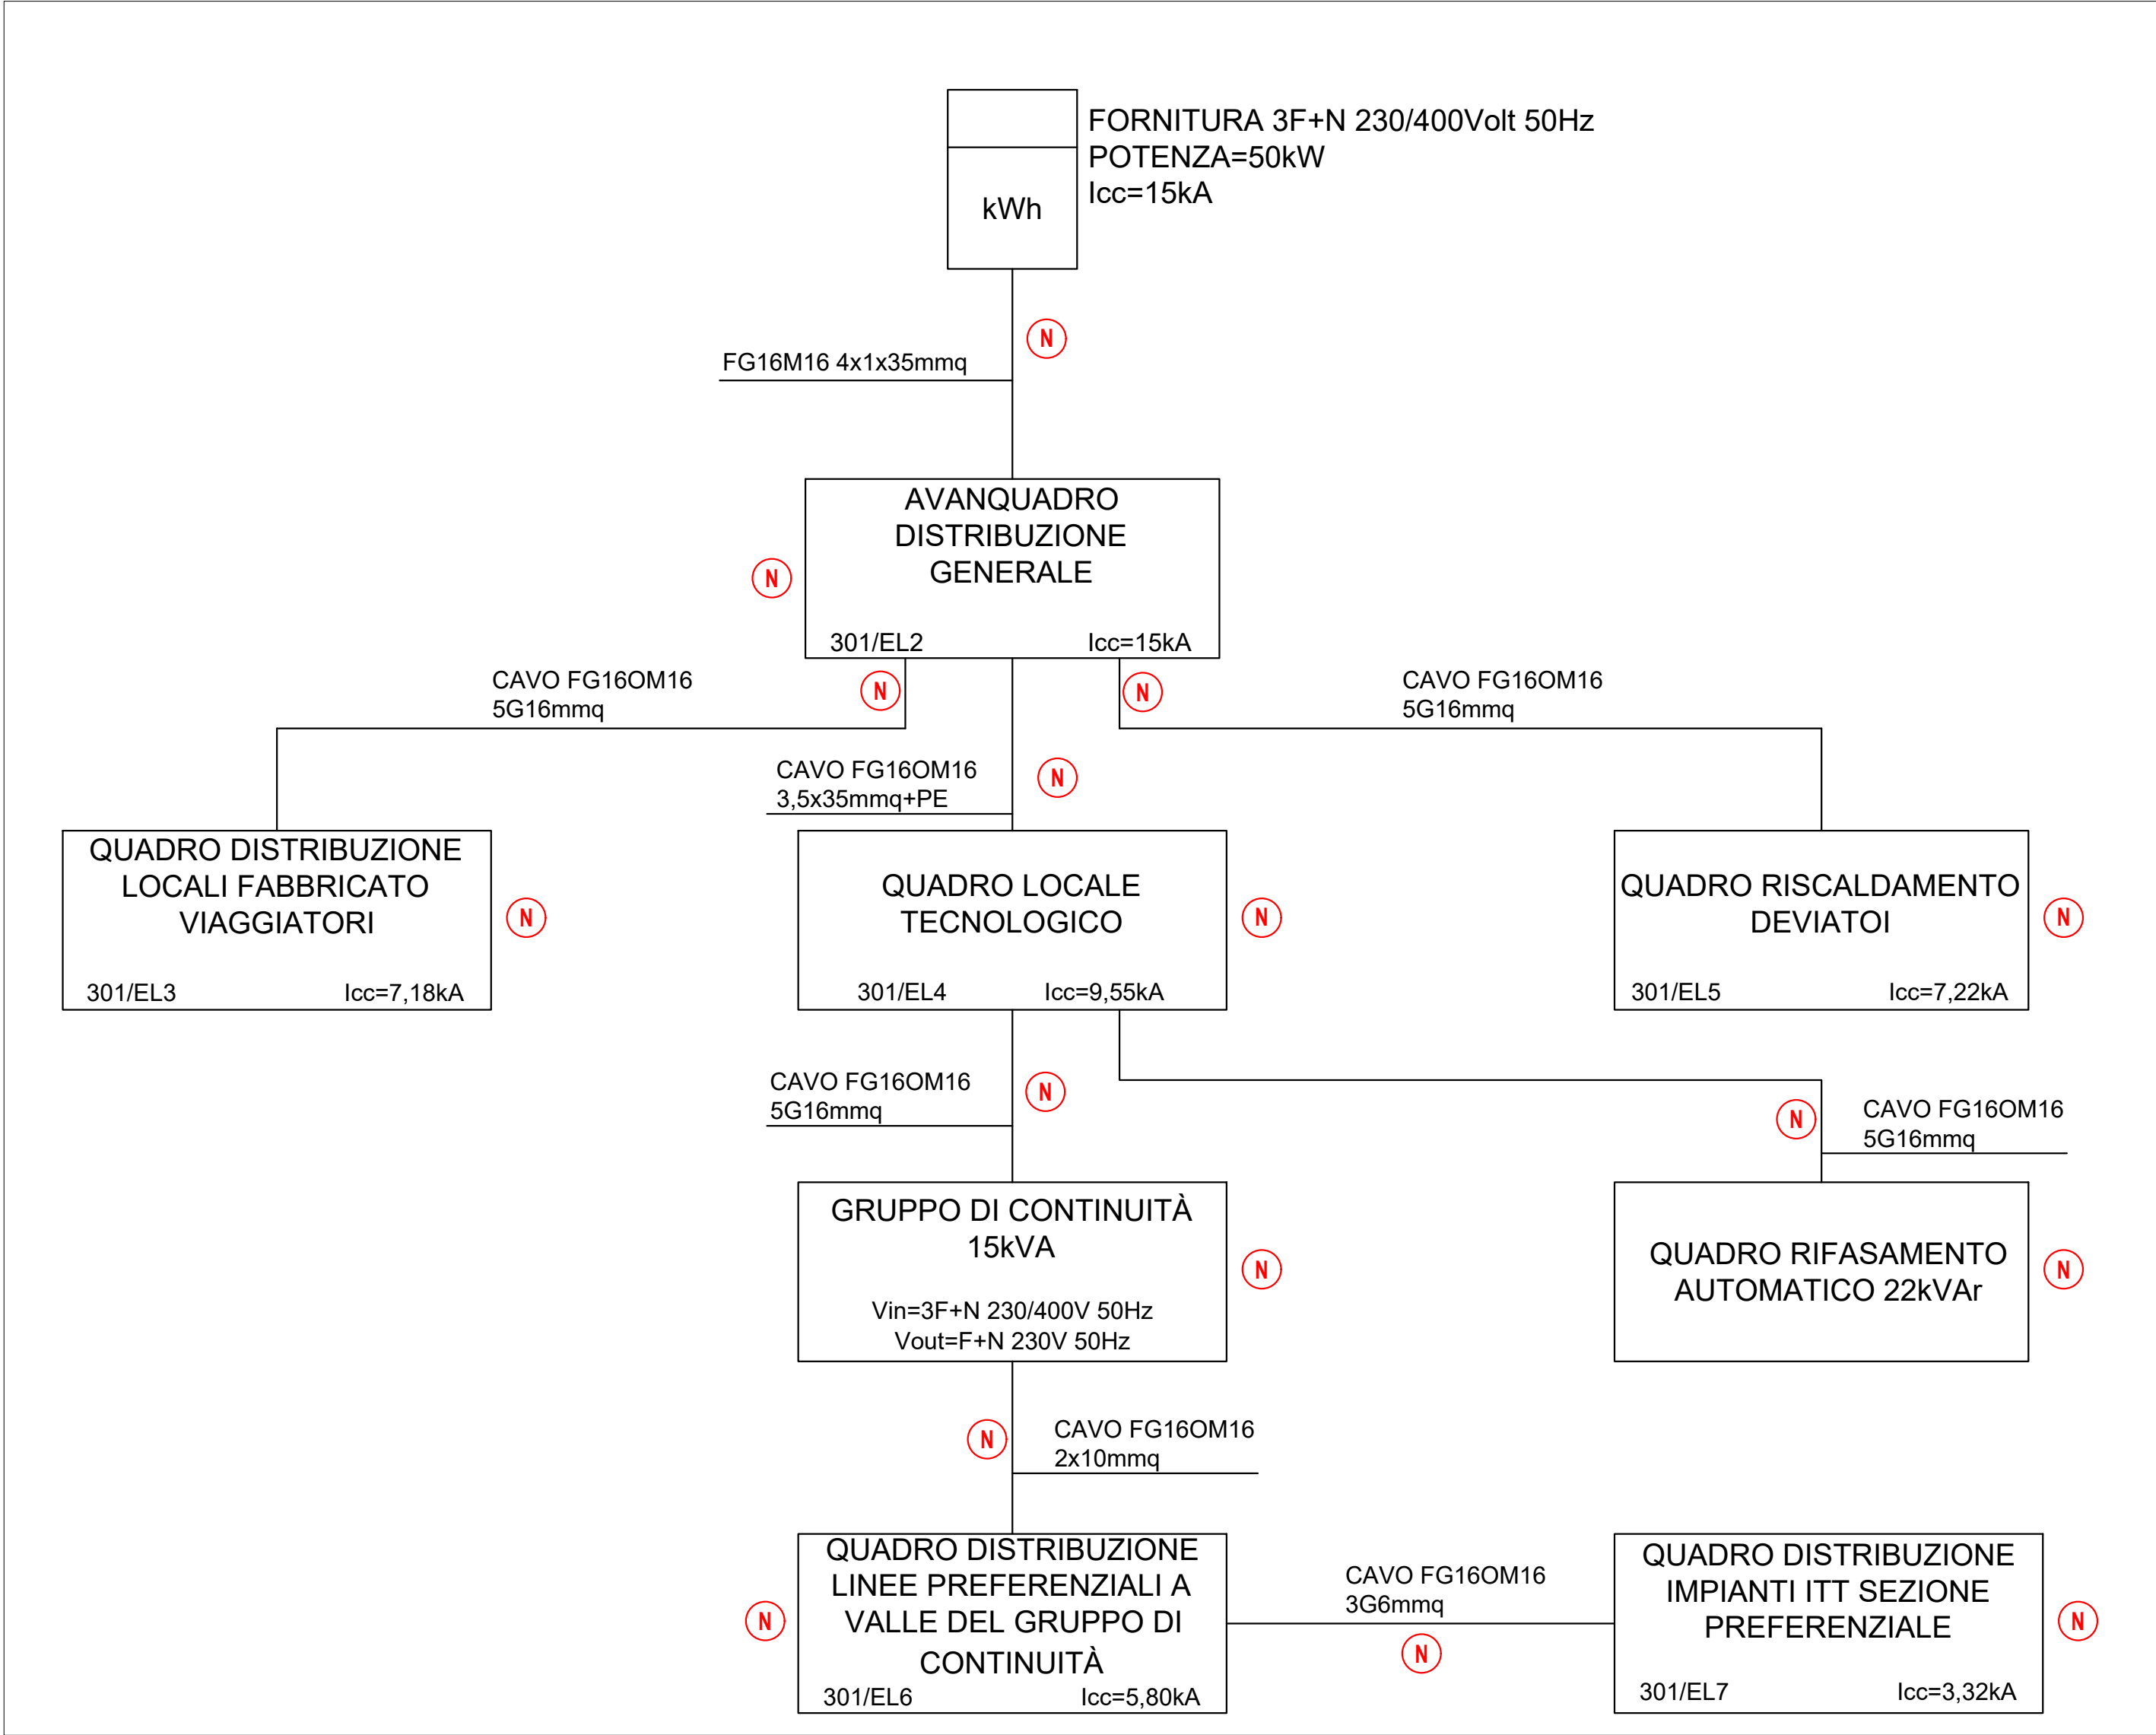 FORNITURA 3F+N 230/400Volt 50Hz
POTENZA=50kW
Icc=15kA
kWh
N
FG16M16 4x1x35mmq
AVANQUADRO
DISTRIBUZIONE
GENERALE
N
301/EL2 Icc=15kA
CAVO FG16OM16
5G16mmq
N
N
CAVO FG16OM16
5G16mmq
CAVO FG16OM16
3,5x35mmq+PE
N
QUADRO DISTRIBUZIONE
LOCALI FABBRICATO
VIAGGIATORI
301/EL3 Icc=7,18kA
N
QUADRO LOCALE
TECNOLOGICO
301/EL4 Icc=9,55kA
N
QUADRO RISCALDAMENTO
DEVIATOI
301/EL5 Icc=7,22kA
N
CAVO FG16OM16
5G16mmq
N
N
CAVO FG16OM16
5G16mmq
GRUPPO DI CONTINUITÀ
15kVA
Vin=3F+N 230/400V 50Hz
Vout=F+N 230V 50Hz
N
QUADRO RIFASAMENTO
AUTOMATICO 22kVAr
N
N
CAVO FG16OM16
2x10mmq
N
QUADRO DISTRIBUZIONE
LINEE PREFERENZIALI A
VALLE DEL GRUPPO DI
CONTINUITÀ
301/EL6 Icc=5,80kA
CAVO FG16OM16
3G6mmq
N
QUADRO DISTRIBUZIONE
IMPIANTI ITT SEZIONE
PREFERENZIALE
301/EL7 Icc=3,32kA
N